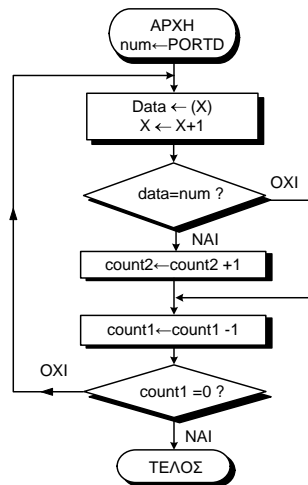 ΑΡΧΗ
num←PORTD
Data ← (X)
X ← X+1
data=num ?
ΟΧΙ
ΝΑΙ
count2←count2 +1
count1←count1 -1
ΟΧΙ
count1 =0 ?
ΝΑΙ
ΤΕΛΟΣ